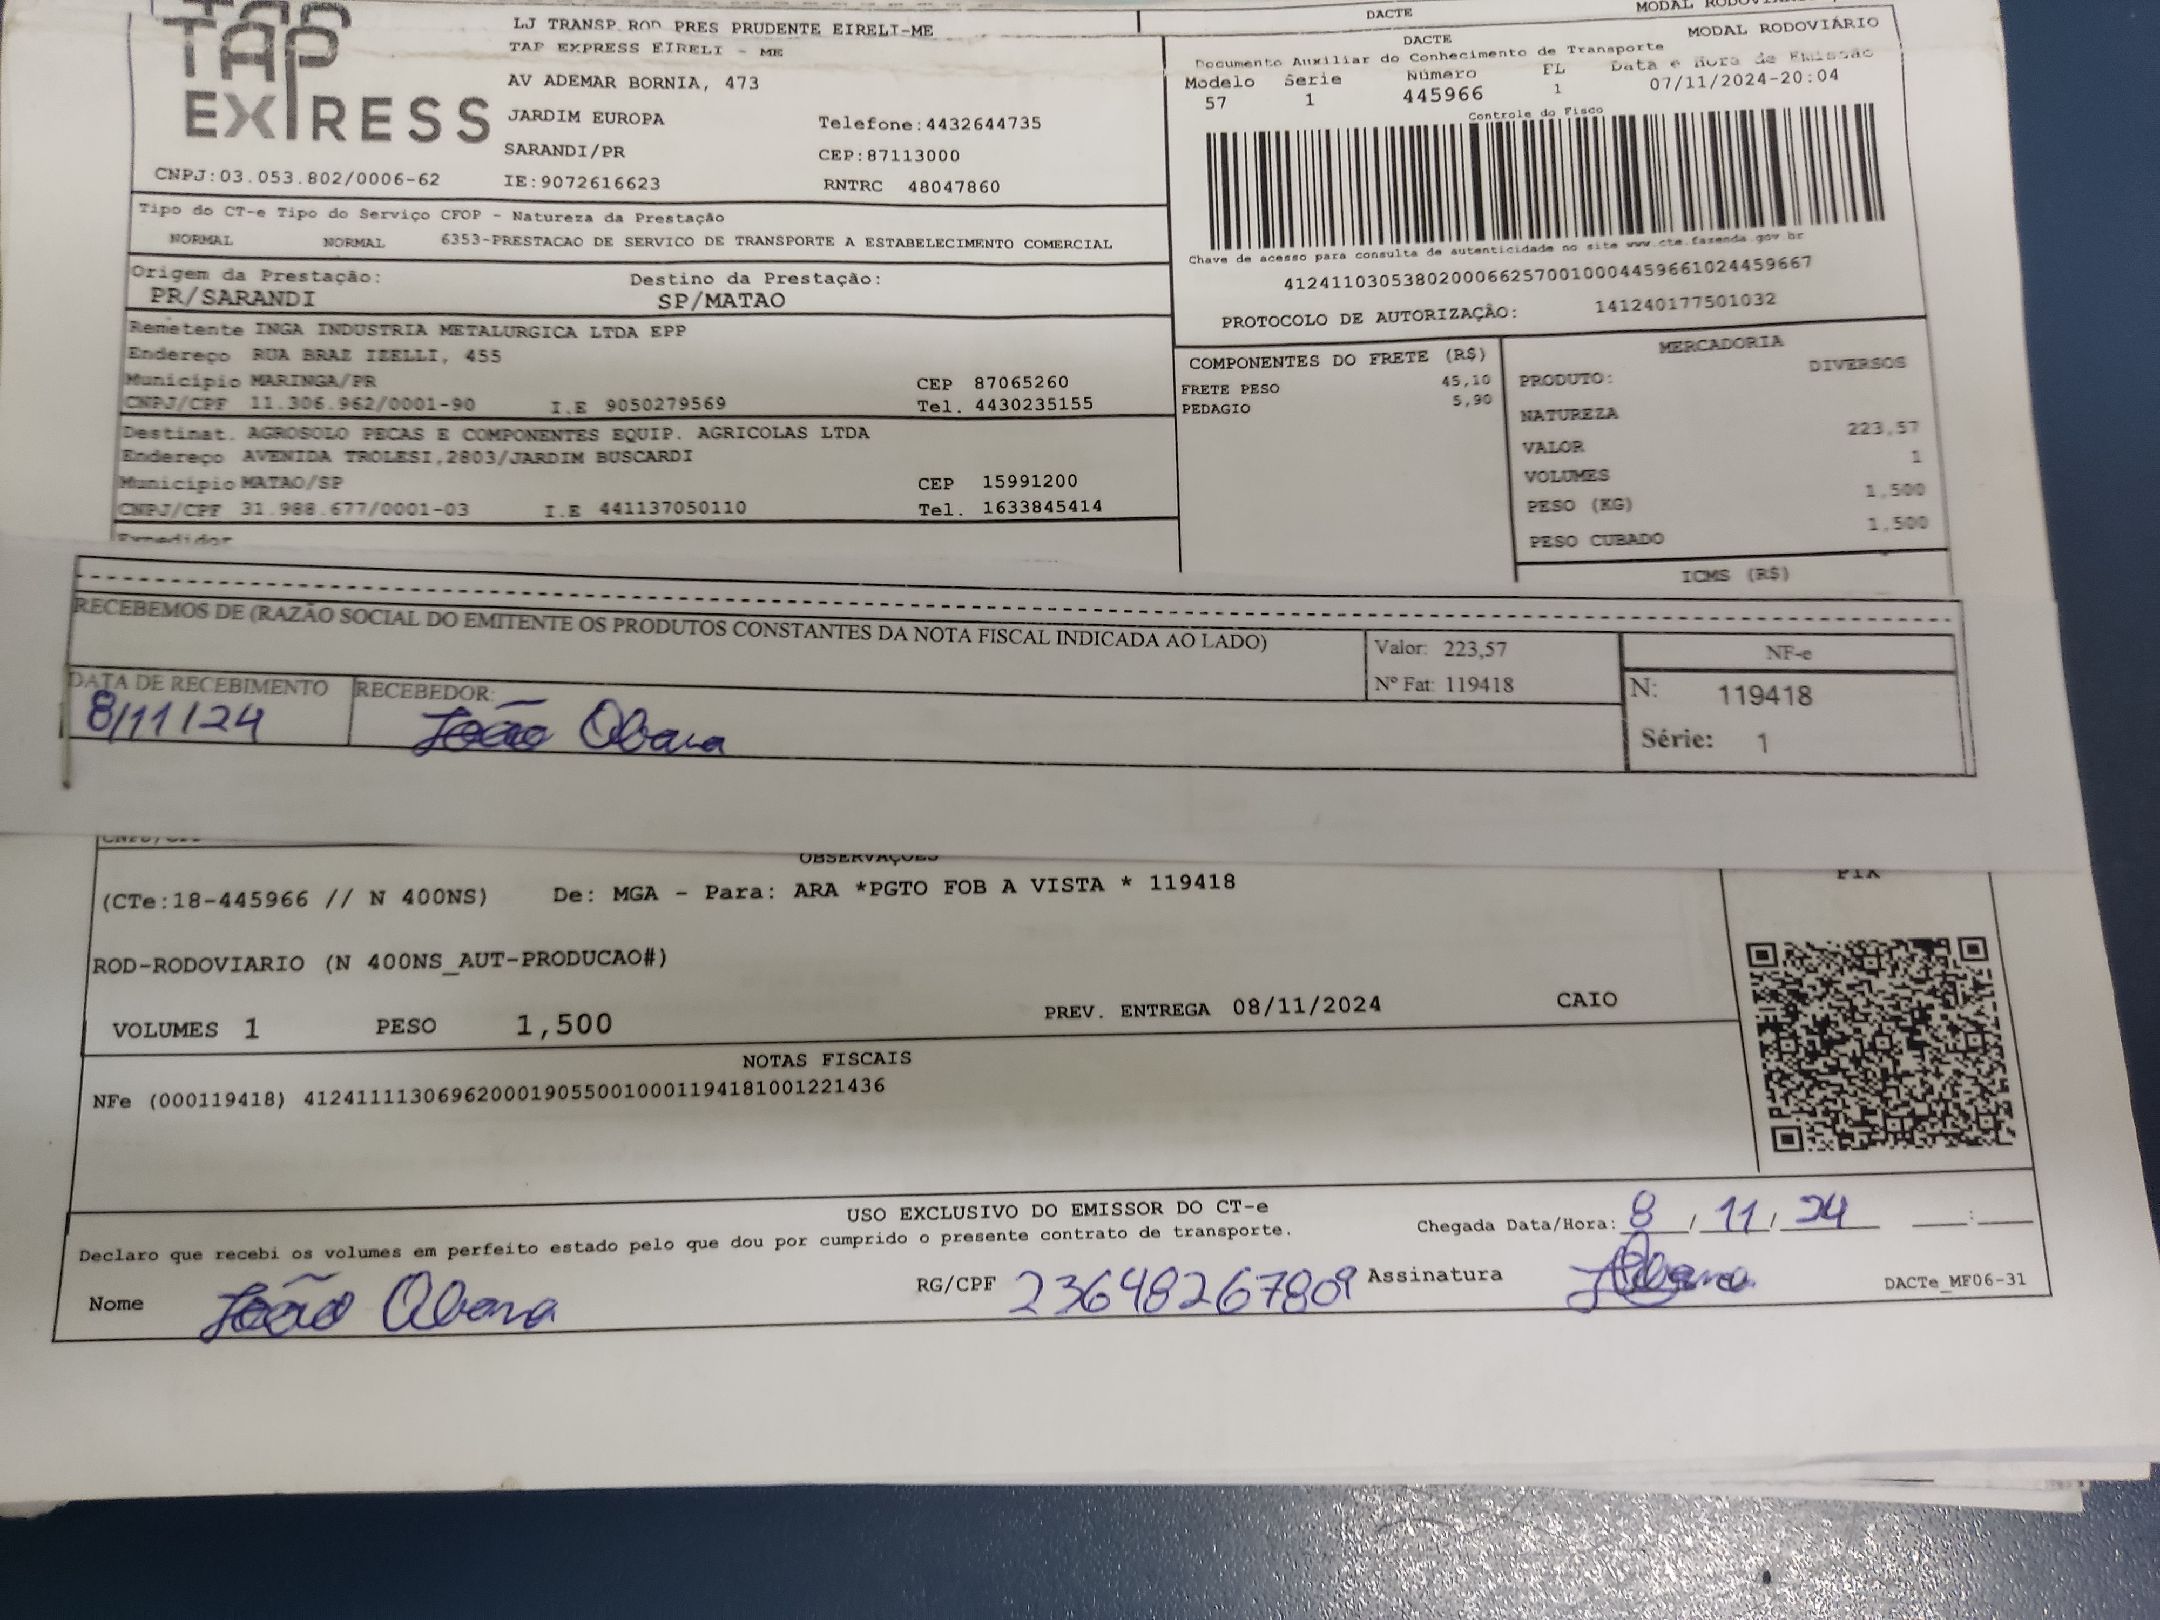 TAP
TAP
EXPRESS
LJ TRANSP. ROD PRES PRUDENTE EIRELI-ME
TAP EXPRESS EIRELI - ME
AV ADEMAR BORNIA, 473
JARDIM EUROPA Telefone:4432644735
SARANDI/PR CEP:87113000
CNPJ:03.053.802/0006-62 IE:9072616623 RNTRC 48047860
DACTE
DACTE MODAL RODOVIÁRIO
Documento Auxiliar do Conhecimento de Transporte
Modelo Serie Número FL Data e Hora de Emissão
57 1 445966 1 07/11/2024-20:04
Controle do Fisco
Chave de acesso para consulta de autenticidade no site www.cte.fazenda.gov.br
41241103053802000662570010004459661024459667
PROTOCOLO DE AUTORIZAÇÃO: 141240177501032
Tipo do CT-e Tipo do Serviço CFOP - Natureza da Prestação
NORMAL NORMAL 6353-PRESTACAO DE SERVICO DE TRANSPORTE A ESTABELECIMENTO COMERCIAL
Origem da Prestação: Destino da Prestação:
PR/SARANDI SP/MATAO
Remetente INGA INDUSTRIA METALURGICA LTDA EPP
Endereço RUA BRAZ IZELLI, 455
Município MARINGA/PR CEP 87065260
CNPJ/CPF 11.306.962/0001-90 I.E 9050279569 Tel. 4430235155
Destinat. AGROSOLO PECAS E COMPONENTES EQUIP. AGRICOLAS LTDA
Endereço AVENIDA TROLESI,2803/JARDIM BUSCARDI
Município MATAO/SP CEP 15991200
CNPJ/CPF 31.988.677/0001-03 I.E 441137050110 Tel. 1633845414
Expedidor
COMPONENTES DO FRETE (R$)
FRETE PESO 45,10
PEDAGIO 5,90
MERCADORIA
PRODUTO: DIVERSOS
NATUREZA
VALOR 223,57
VOLUMES 1
PESO (KG) 1,500
PESO CUBADO 1,500
ICMS (R$)
RECEBEMOS DE (RAZÃO SOCIAL DO EMITENTE OS PRODUTOS CONSTANTES DA NOTA FISCAL INDICADA AO LADO)
Valor: 223,57
Nº Fat: 119418
NF-e
N: 119418
Série: 1
DATA DE RECEBIMENTO RECEBEDOR:
8/11/24 João Obara
OBSERVAÇÕES
(CTe:18-445966 // N 400NS) De: MGA - Para: ARA *PGTO FOB A VISTA * 119418
ROD-RODOVIARIO (N 400NS_AUT-PRODUCAO#)
VOLUMES 1 PESO 1,500 PREV. ENTREGA 08/11/2024 CAIO
PIX
NOTAS FISCAIS
NFe (000119418) 41241111306962000190550010001194181001221436
USO EXCLUSIVO DO EMISSOR DO CT-e
Declaro que recebi os volumes em perfeito estado pelo que dou por cumprido o presente contrato de transporte. Chegada Data/Hora: 8 / 11 / 24 __:__
Nome João Obara RG/CPF 23648267809 Assinatura Obara DACTe_MF06-31